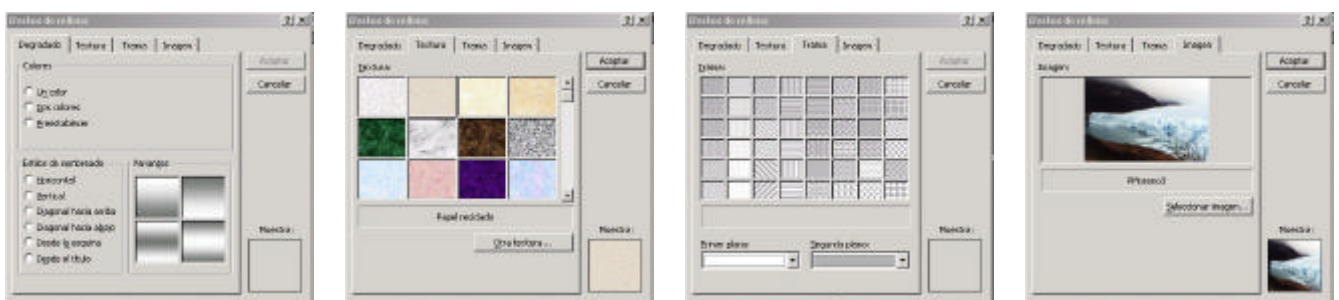 Efectos de relleno
Degradado Textura Trama Imagen
Colores
Un color
Dos colores
Preestablecer
Aceptar
Cancelar
Estilos de sombreado
Horizontal
Vertical
Diagonal hacia arriba
Diagonal hacia abajo
Desde la esquina
Desde el título
Variantes
Muestra:
Efectos de relleno
Degradado Textura Trama Imagen
Textura:
Papel reciclado
Otra textura...
Aceptar
Cancelar
Muestra:
Efectos de relleno
Degradado Textura Trama Imagen
Trama:
Primer plano:
Segundo plano:
Aceptar
Cancelar
Muestra:
Efectos de relleno
Degradado Textura Trama Imagen
Imagen:
Seleccionar imagen...
Aceptar
Cancelar
Muestra: